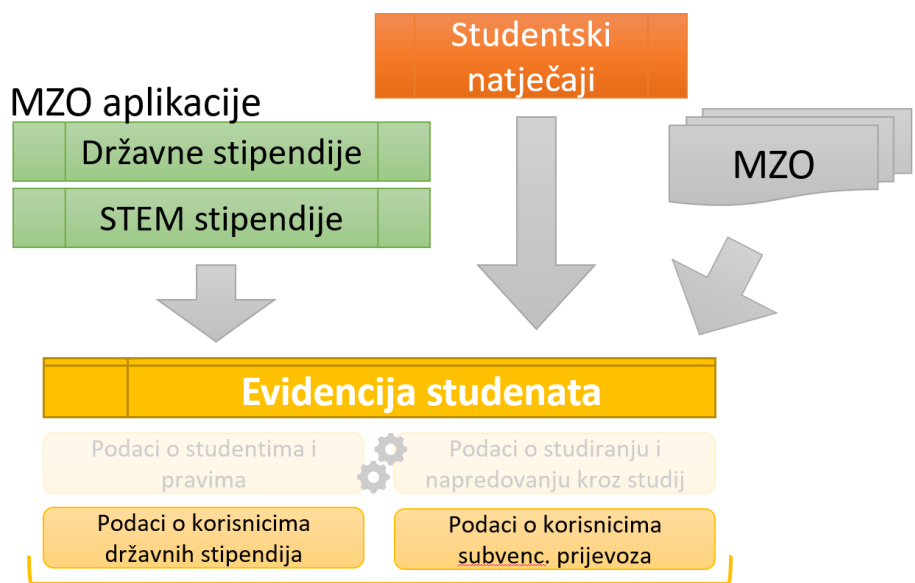 Studentski
natječaji
MZO aplikacije
Državne stipendije
STEM stipendije
MZO
Evidencija studenata
Podaci o studentima i
pravima
Podaci o studiranju i
napredovanju kroz studij
Podaci o korisnicima
državnih stipendija
Podaci o korisnicima
subvenc. prijevoza